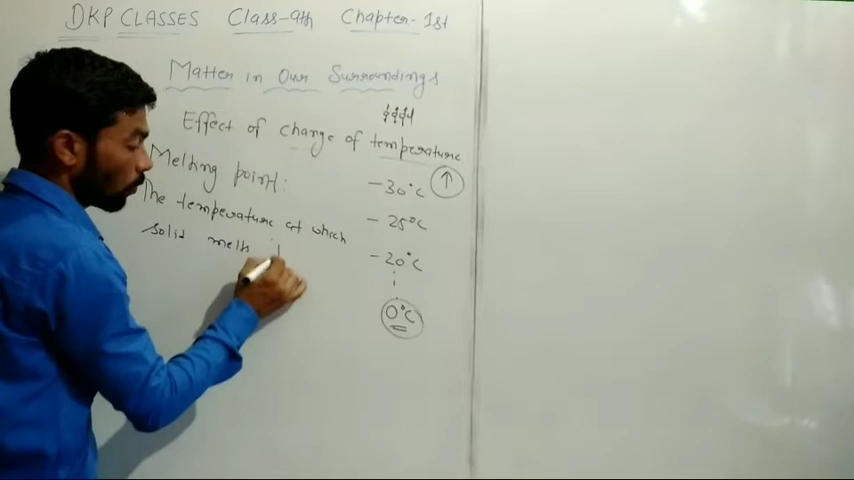 DKP CLASSES Class-9th Chapter-1st
Matter in Our Surroundings
Effect of change of temperature
Melting point:
The temperature at which
solid melts
-30°C ↑
-25°C
-20°C
0°C